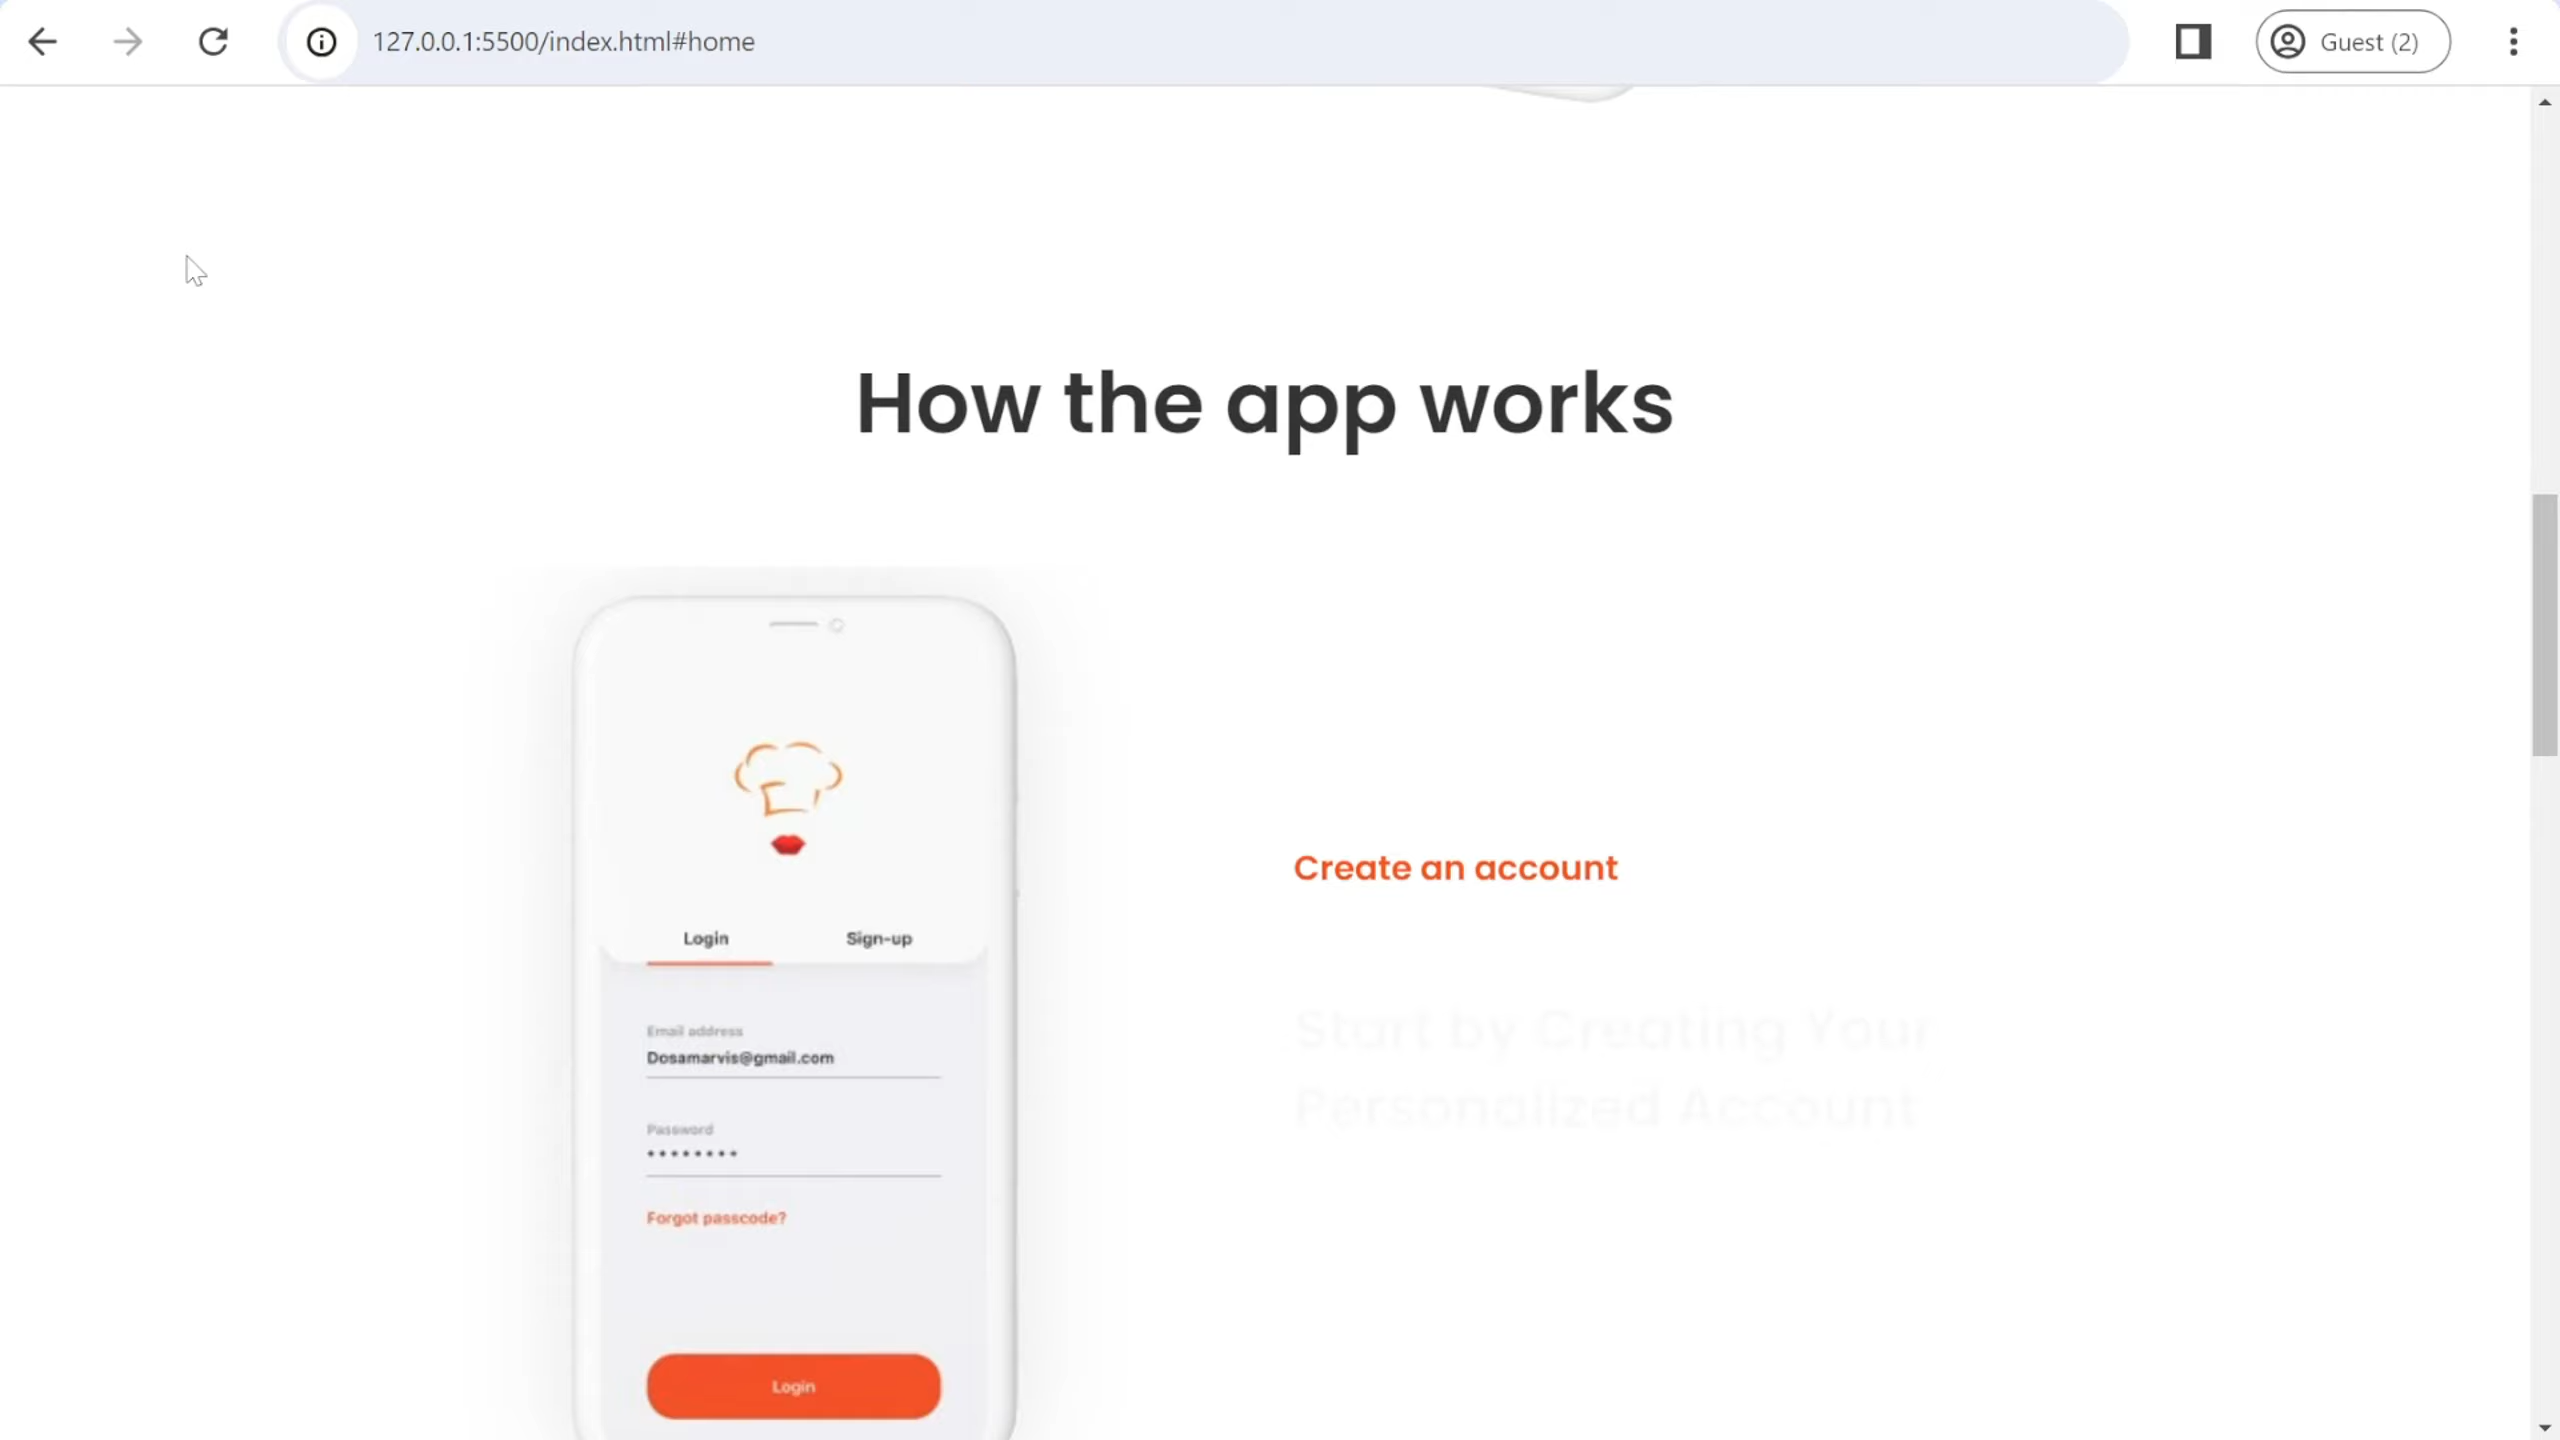 127.0.0.1:5500/index.html#home
Guest (2)
How the app works
Login
Sign-up
Email address
Dosamarvis@gmail.com
Password
Forgot passcode?
Login
Create an account
Start by Creating Your
Personalized Account